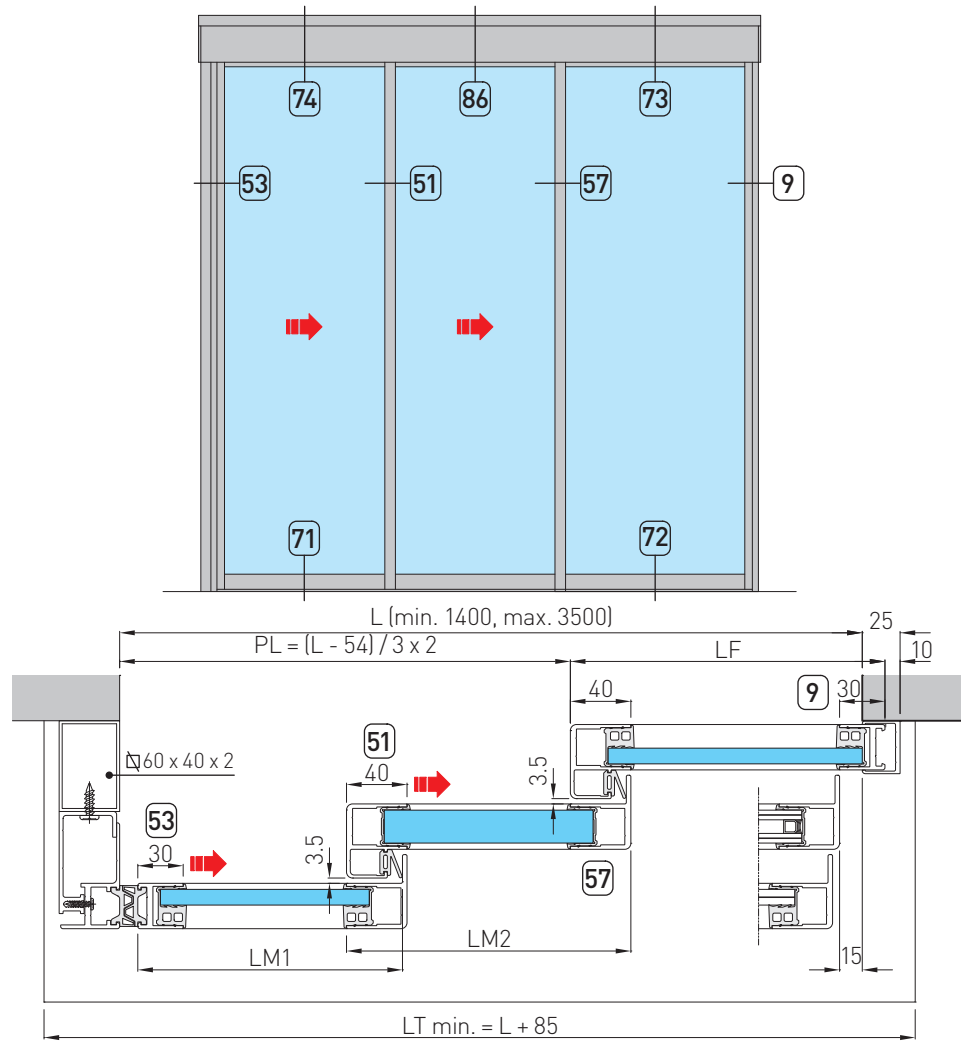 74 86 73
53 51 57 9
71 72
L (min. 1400, max. 3500) 25
PL = (L - 54) / 3 x 2 LF 10
40 9 30
51
60 x 40 x 2 40 3.5
53
30 3.5
57
LM1 LM2 15
LT min. = L + 85